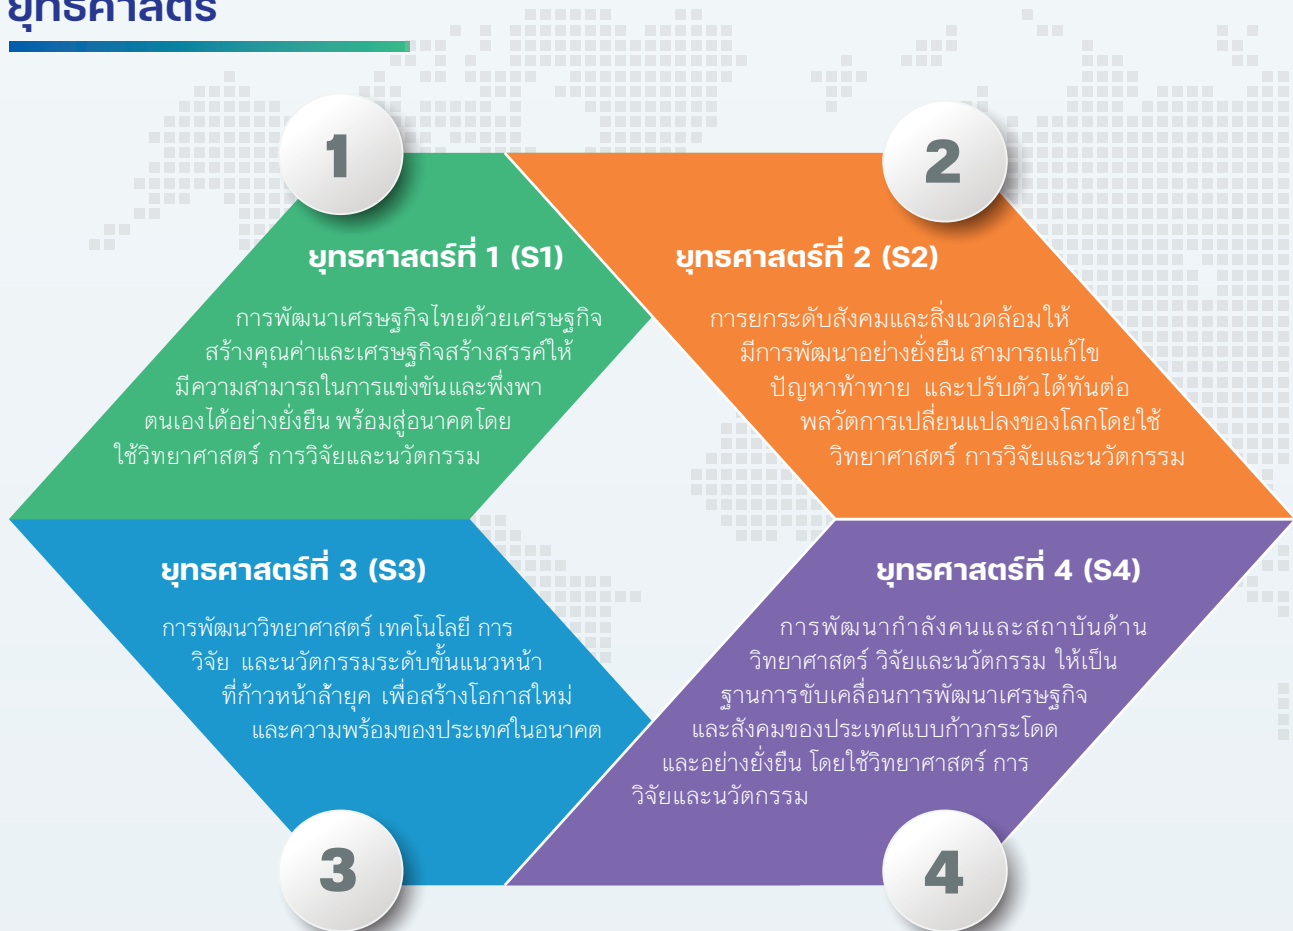 ยุทธศาสตร์
1
ยุทธศาสตร์ที่ 1 (S1)
การพัฒนาเศรษฐกิจไทยด้วยเศรษฐกิจ
สร้างคุณค่าและเศรษฐกิจสร้างสรรค์ให้
มีความสามารถในการแข่งขันและพึ่งพา
ตนเองได้อย่างยั่งยืน พร้อมสู่อนาคตโดย
ใช้วิทยาศาสตร์ การวิจัยและนวัตกรรม
2
ยุทธศาสตร์ที่ 2 (S2)
การยกระดับสังคมและสิ่งแวดล้อมให้
มีการพัฒนาอย่างยั่งยืน สามารถแก้ไข
ปัญหาท้าทาย และปรับตัวได้ทันต่อ
พลวัตการเปลี่ยนแปลงของโลกโดยใช้
วิทยาศาสตร์ การวิจัยและนวัตกรรม
ยุทธศาสตร์ที่ 3 (S3)
การพัฒนาวิทยาศาสตร์ เทคโนโลยี การ
วิจัย และนวัตกรรมระดับขั้นแนวหน้า
ที่ก้าวหน้าล้ำยุค เพื่อสร้างโอกาสใหม่
และความพร้อมของประเทศในอนาคต
3
ยุทธศาสตร์ที่ 4 (S4)
การพัฒนากำลังคนและสถาบันด้าน
วิทยาศาสตร์ วิจัยและนวัตกรรม ให้เป็น
ฐานการขับเคลื่อนการพัฒนาเศรษฐกิจ
และสังคมของประเทศแบบก้าวกระโดด
และอย่างยั่งยืน โดยใช้วิทยาศาสตร์ การ
วิจัยและนวัตกรรม
4